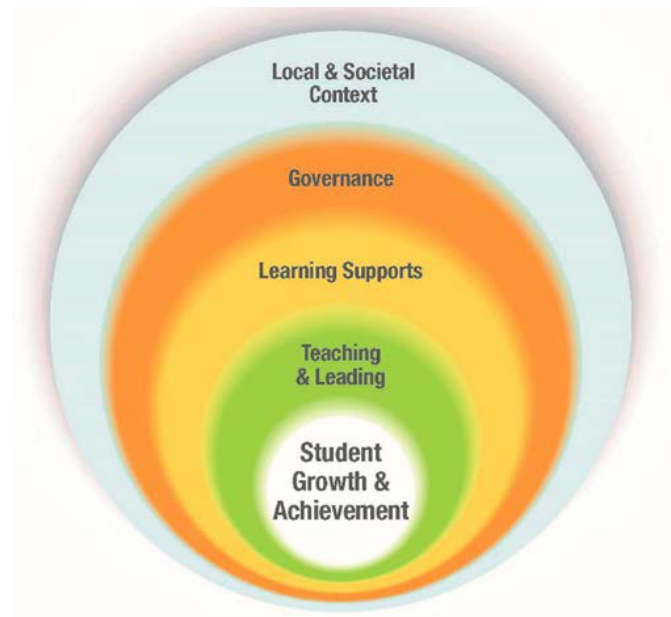 Local & Societal
Context
Governance
Learning Supports
Teaching
& Leading
Student
Growth &
Achievement